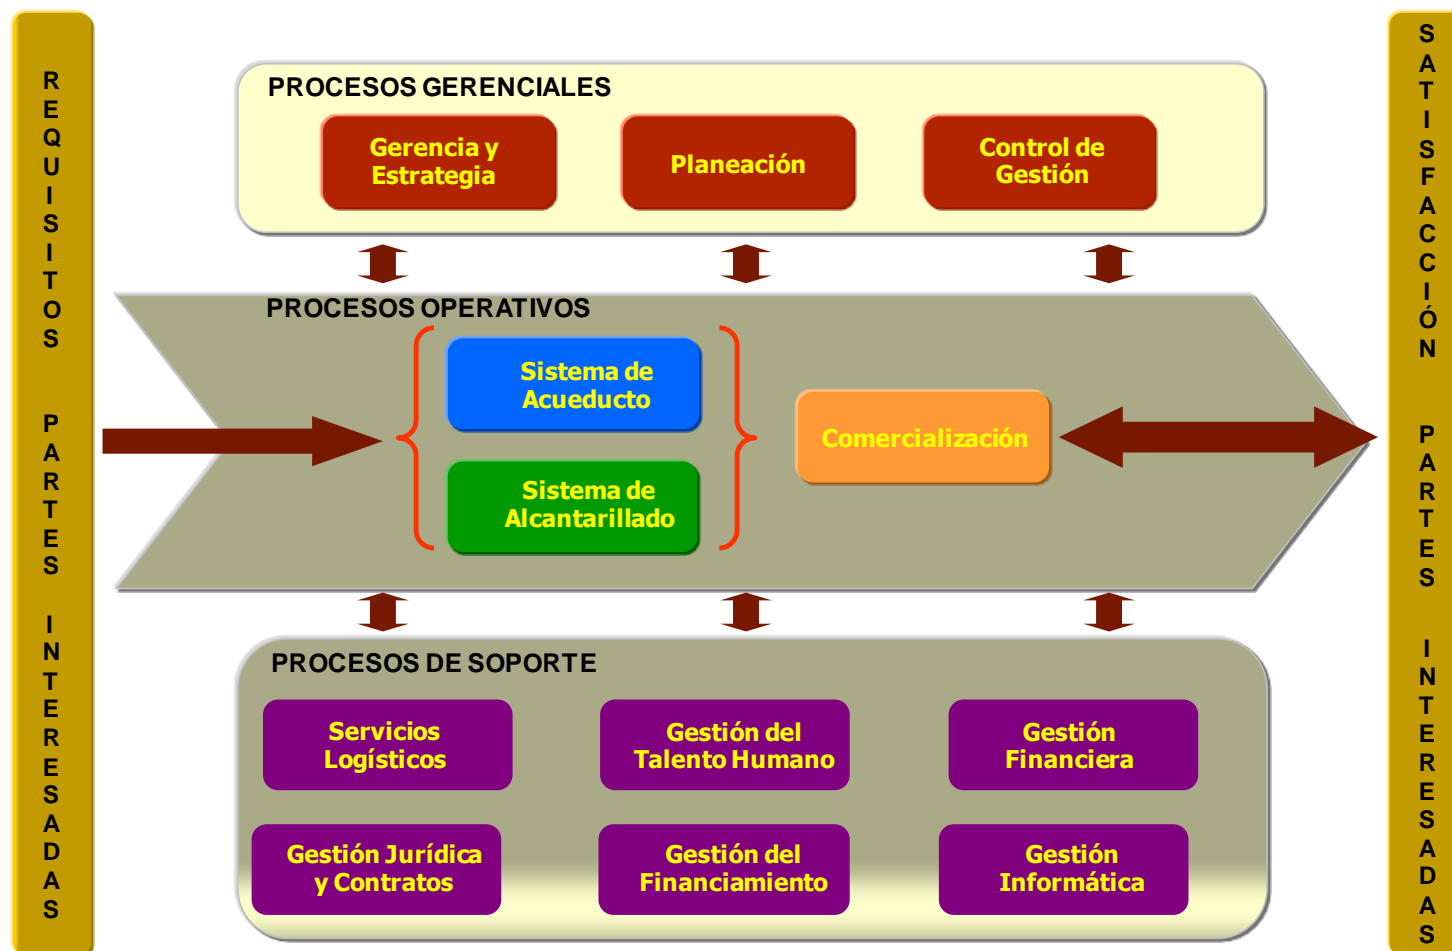 REQUISITOS PARTES INTERESADAS
PROCESOS GERENCIALES
Gerencia y
Estrategia
Planeación
Control de
Gestión
PROCESOS OPERATIVOS
Sistema de
Acueducto
Sistema de
Alcantarillado
Comercialización
PROCESOS DE SOPORTE
Servicios
Logísticos
Gestión del
Talento Humano
Gestión
Financiera
Gestión Jurídica
y Contratos
Gestión del
Financiamiento
Gestión
Informática
SATISFACCIÓN PARTES INTERESADAS